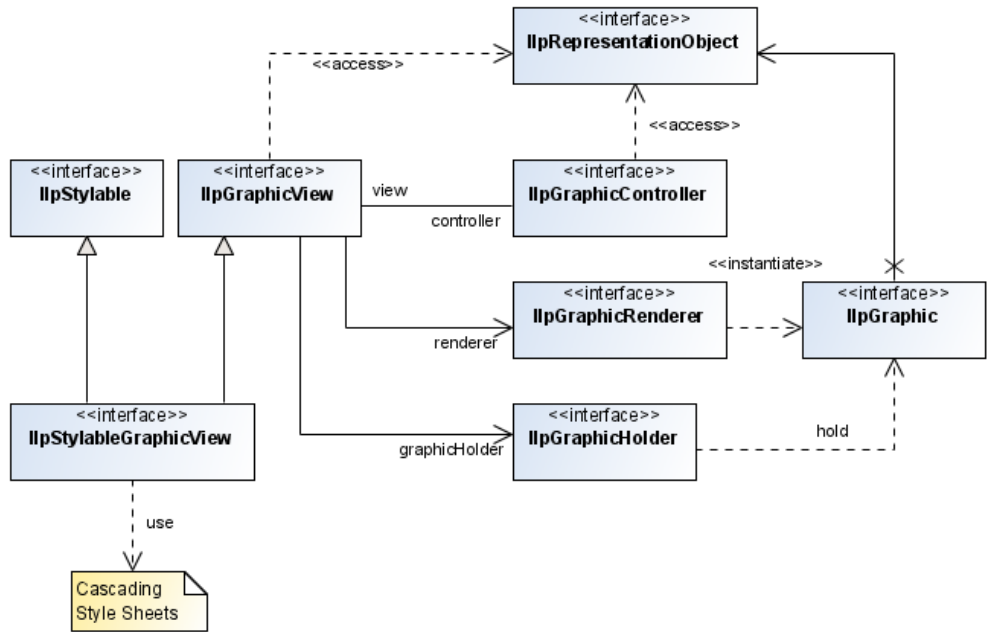 <<interface>>
IlpRepresentationObject
<<access>>
<<access>>
<<interface>>
IlpStylable
<<interface>>
IlpGraphicView
view
controller
<<interface>>
IlpGraphicController
<<instantiate>>
<<interface>>
IlpGraphicRenderer
renderer
<<interface>>
IlpGraphic
<<interface>>
IlpStylableGraphicView
<<interface>>
IlpGraphicHolder
graphicHolder
hold
use
Cascading
Style Sheets